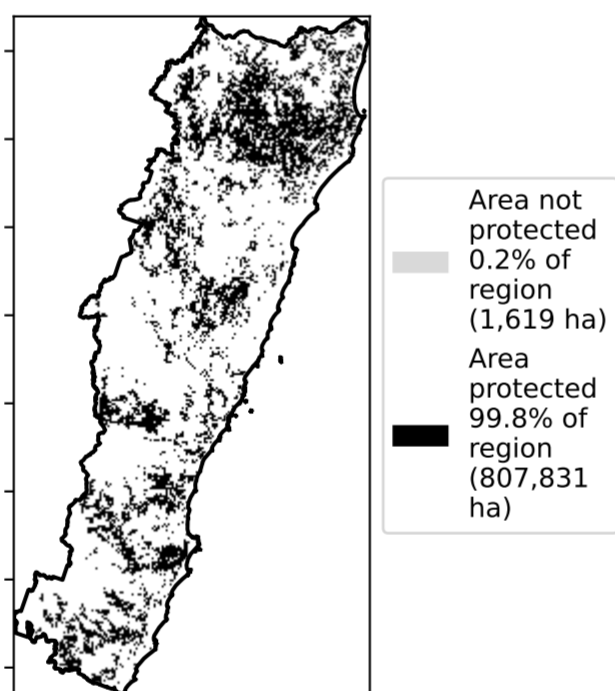 Area not
protected
0.2% of
region
(1,619 ha)
Area
protected
99.8% of
region
(807,831
ha)